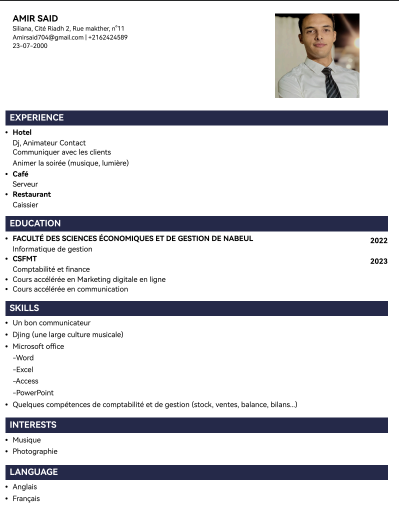 AMIR SAID
Siliana, Cité Riadh 2, Rue makther, n°11
Amirsaid704@gmail.com | +2162424589
23-07-2000
EXPERIENCE
• Hotel
Dj, Animateur Contact
Communiquer avec les clients
Animer la soirée (musique, lumière)
• Café
Serveur
• Restaurant
Caissier
EDUCATION
• FACULTÉ DES SCIENCES ÉCONOMIQUES ET DE GESTION DE NABEUL 2022
Informatique de gestion
• CSFMT 2023
Comptabilité et finance
• Cours accélérée en Marketing digitale en ligne
• Cours accélérée en communication
SKILLS
• Un bon communicateur
• Djing (une large culture musicale)
• Microsoft office
-Word
-Excel
-Access
-PowerPoint
• Quelques compétences de comptabilité et de gestion (stock, ventes, balance, bilans...)
INTERESTS
• Musique
• Photographie
LANGUAGE
• Anglais
• Français